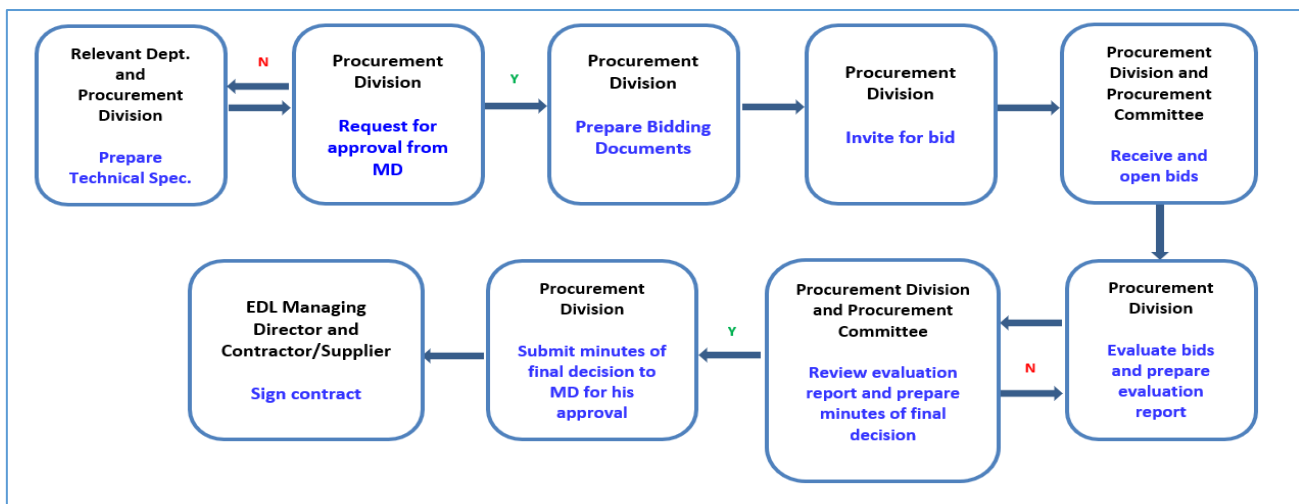 Relevant Dept.
and
Procurement
Division
Prepare
Technical Spec.
N
Procurement
Division
Request for
approval from
MD
Y
Procurement
Division
Prepare Bidding
Documents
Procurement
Division
Invite for bid
Procurement
Division and
Procurement
Committee
Receive and
open bids
Procurement
Division
Evaluate bids
and prepare
evaluation
report
N
Procurement Division
and Procurement
Committee
Review evaluation
report and prepare
minutes of final
decision
Y
Procurement
Division
Submit minutes of
final decision to
MD for his
approval
EDL Managing
Director and
Contractor/Supplier
Sign contract